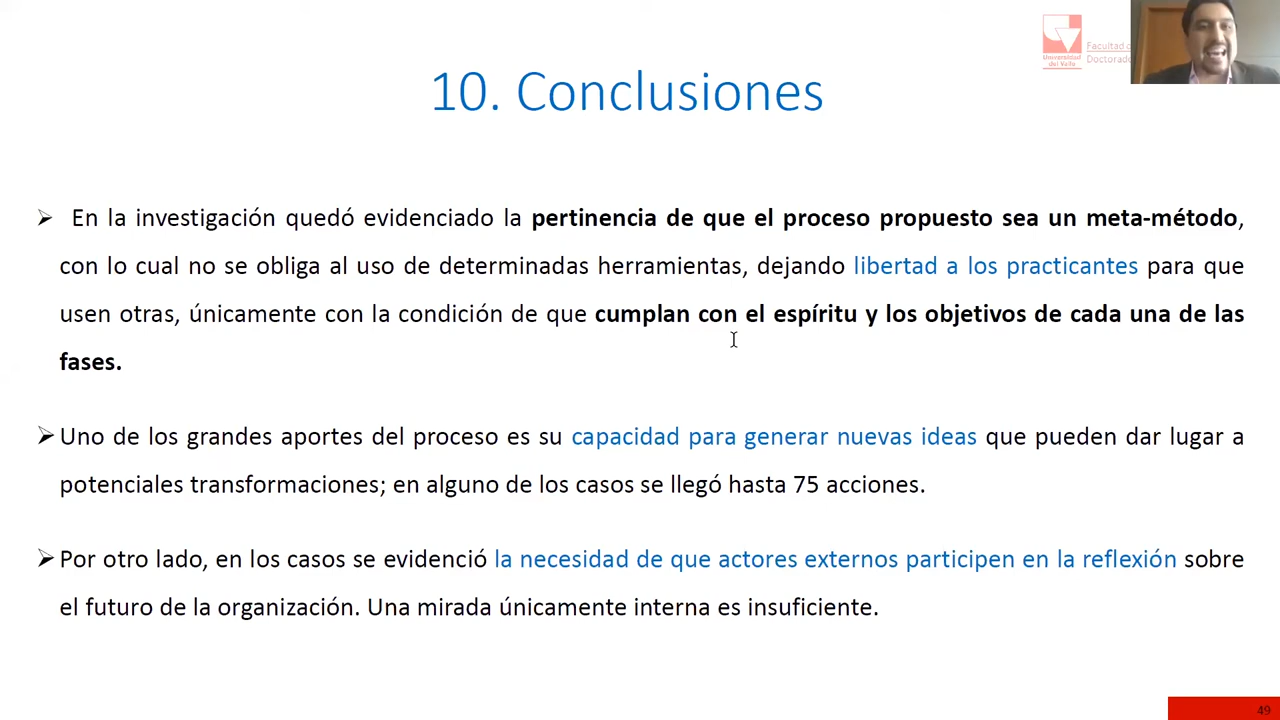 Universidad
del Valle
Facultad
Doctorado
10. Conclusiones
➢ En la investigación quedó evidenciado la pertinencia de que el proceso propuesto sea un meta-método,
con lo cual no se obliga al uso de determinadas herramientas, dejando libertad a los practicantes para que
usen otras, únicamente con la condición de que cumplan con el espíritu y los objetivos de cada una de las
fases.
➢ Uno de los grandes aportes del proceso es su capacidad para generar nuevas ideas que pueden dar lugar a
potenciales transformaciones; en alguno de los casos se llegó hasta 75 acciones.
➢ Por otro lado, en los casos se evidenció la necesidad de que actores externos participen en la reflexión sobre
el futuro de la organización. Una mirada únicamente interna es insuficiente.
49